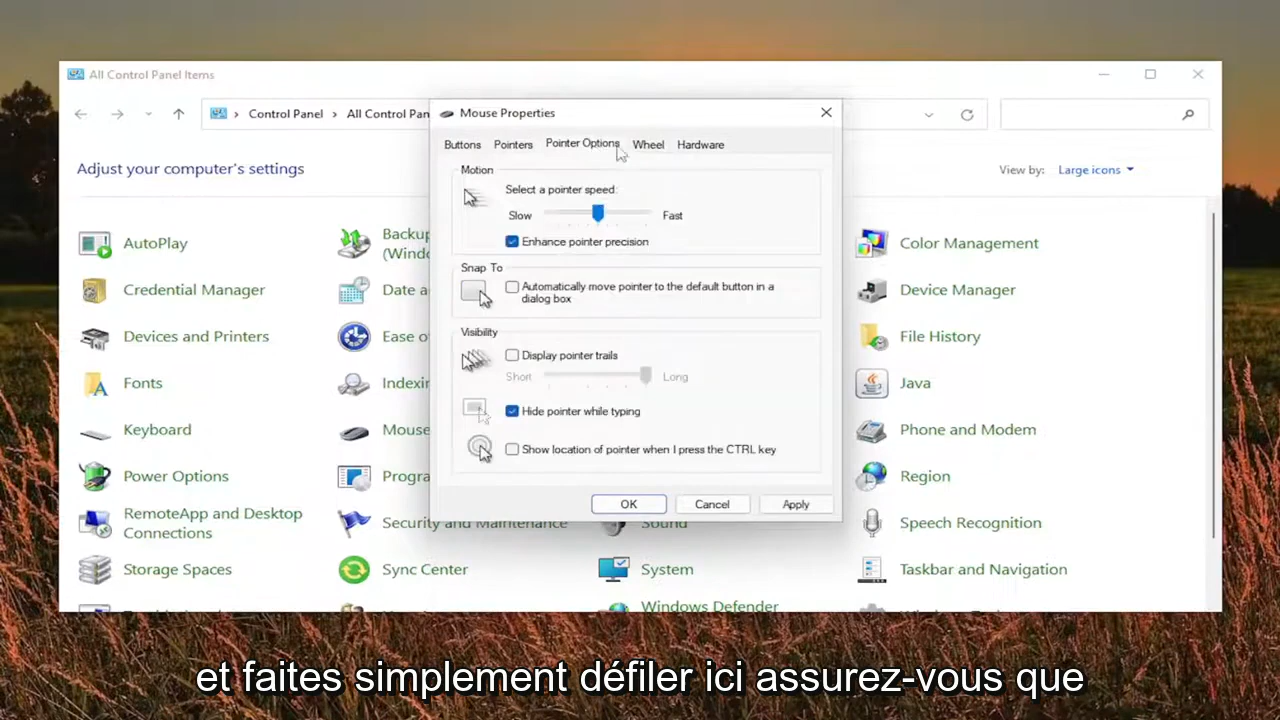 All Control Panel Items
Control Panel
All Control Pan
Adjust your computer's settings
View by: Large icons
Mouse Properties
Buttons Pointers Pointer Options Wheel Hardware
Motion
Select a pointer speed:
Slow Fast
Enhance pointer precision
Snap To
Automatically move pointer to the default button in a
dialog box
Visibility
Display pointer trails
Short Long
Hide pointer while typing
Show location of pointer when I press the CTRL key
OK Cancel Apply
AutoPlay
Backup
(Windo
Color Management
Credential Manager
Date a
Device Manager
Devices and Printers
Ease o
File History
Fonts
Indexin
Java
Keyboard
Mouse
Phone and Modem
Power Options
Progra
Region
RemoteApp and Desktop
Connections
Security and Maintenance
Sound
Speech Recognition
Storage Spaces
Sync Center
System
Taskbar and Navigation
Windows Defender
et faites simplement défiler ici assurez-vous que